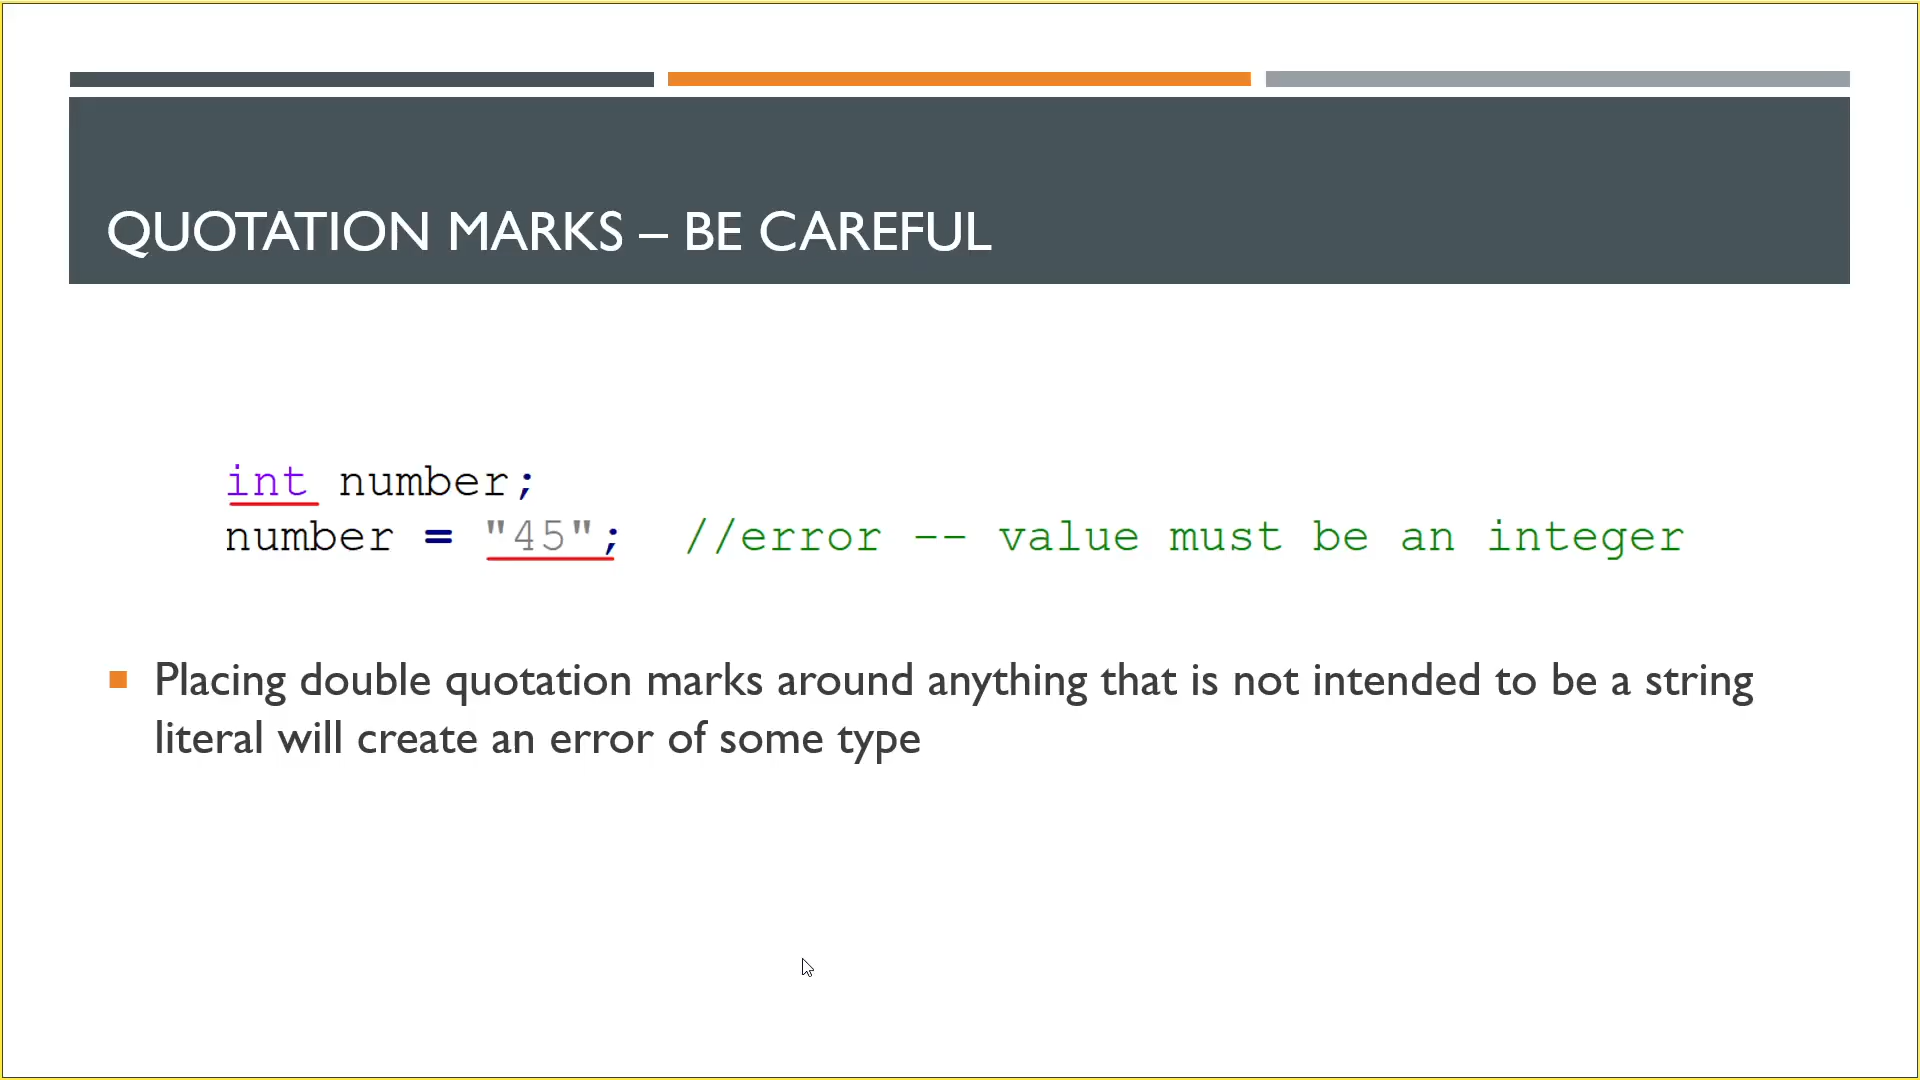 QUOTATION MARKS – BE CAREFUL
int number;
number = "45"; //error -- value must be an integer
Placing double quotation marks around anything that is not intended to be a string
literal will create an error of some type